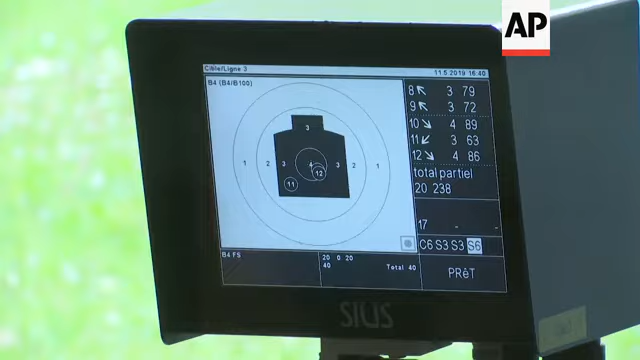 AP
Cible/Ligne 3 11.5.2019 16:40
B4 (B4/B100)
8 3 79
9 3 72
10 4 89
11 3 63
12 4 86
total partiel
20 238
17 - -
C6 S3 S3 S6
PRêT
3
1 2 3 4 3 2 1
12
11
B4 FS
20 0 20
40 Total 40
SIUS